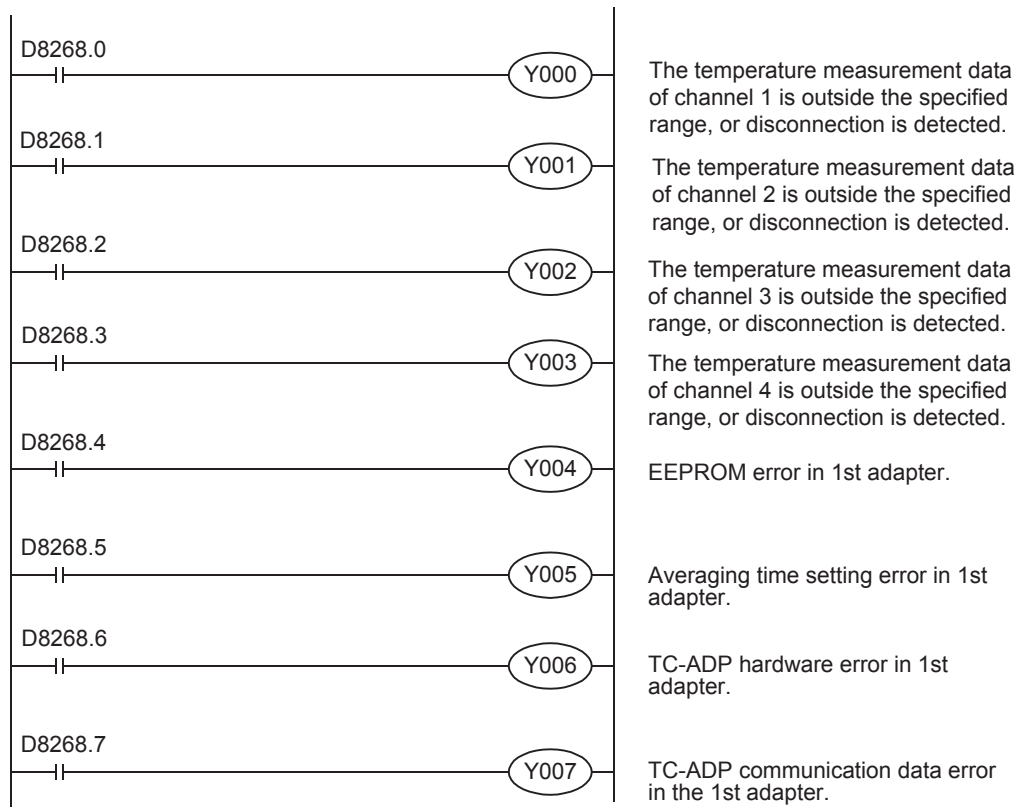 D8268.0
Y000
The temperature measurement data
of channel 1 is outside the specified
range, or disconnection is detected.
D8268.1
Y001
The temperature measurement data
of channel 2 is outside the specified
range, or disconnection is detected.
D8268.2
Y002
The temperature measurement data
of channel 3 is outside the specified
range, or disconnection is detected.
D8268.3
Y003
The temperature measurement data
of channel 4 is outside the specified
range, or disconnection is detected.
D8268.4
Y004
EEPROM error in 1st adapter.
D8268.5
Y005
Averaging time setting error in 1st
adapter.
D8268.6
Y006
TC-ADP hardware error in 1st
adapter.
D8268.7
Y007
TC-ADP communication data error
in the 1st adapter.